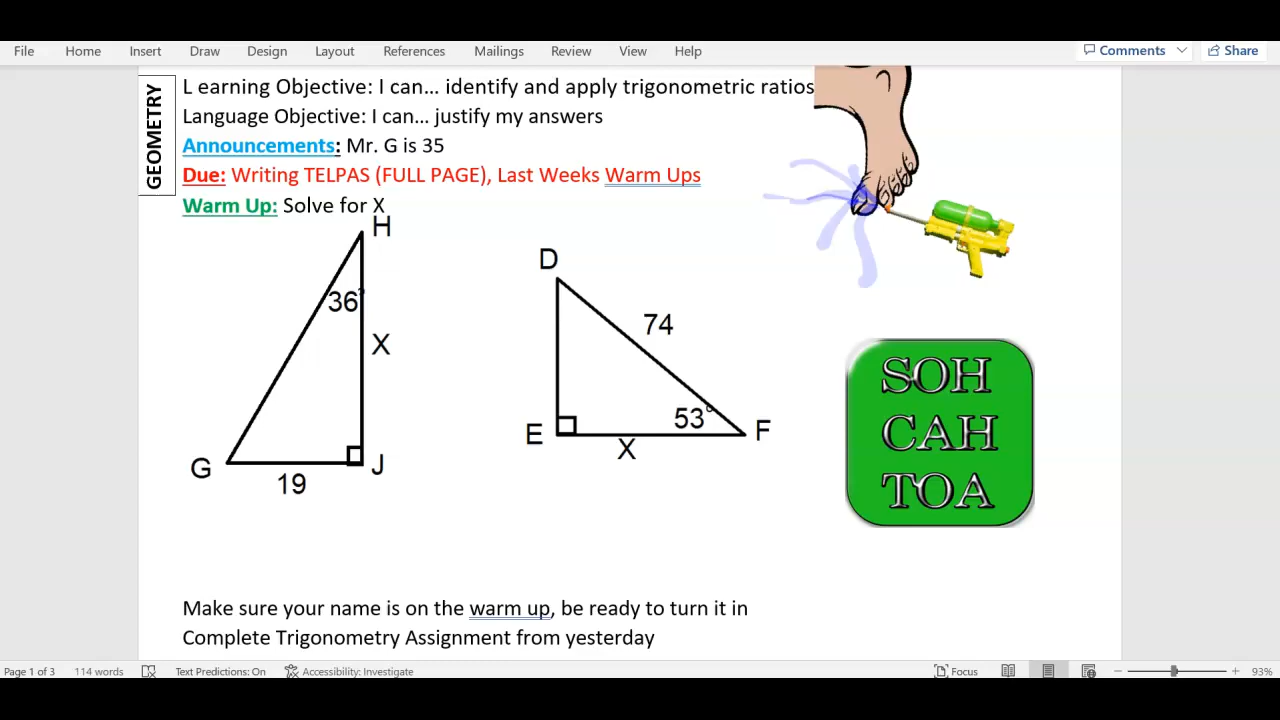 File Home Insert Draw Design Layout References Mailings Review View Help Comments Share
GEOMETRY
L earning Objective: I can… identify and apply trigonometric ratios
Language Objective: I can… justify my answers
Announcements: Mr. G is 35
Due: Writing TELPAS (FULL PAGE), Last Weeks Warm Ups
Warm Up: Solve for X
H
36°
X
G
J
19
D
74
53°
E
F
X
SOH
CAH
TOA
Make sure your name is on the warm up, be ready to turn it in
Complete Trigonometry Assignment from yesterday
Page 1 of 3 114 words Text Predictions: On Accessibility: Investigate Focus 93%